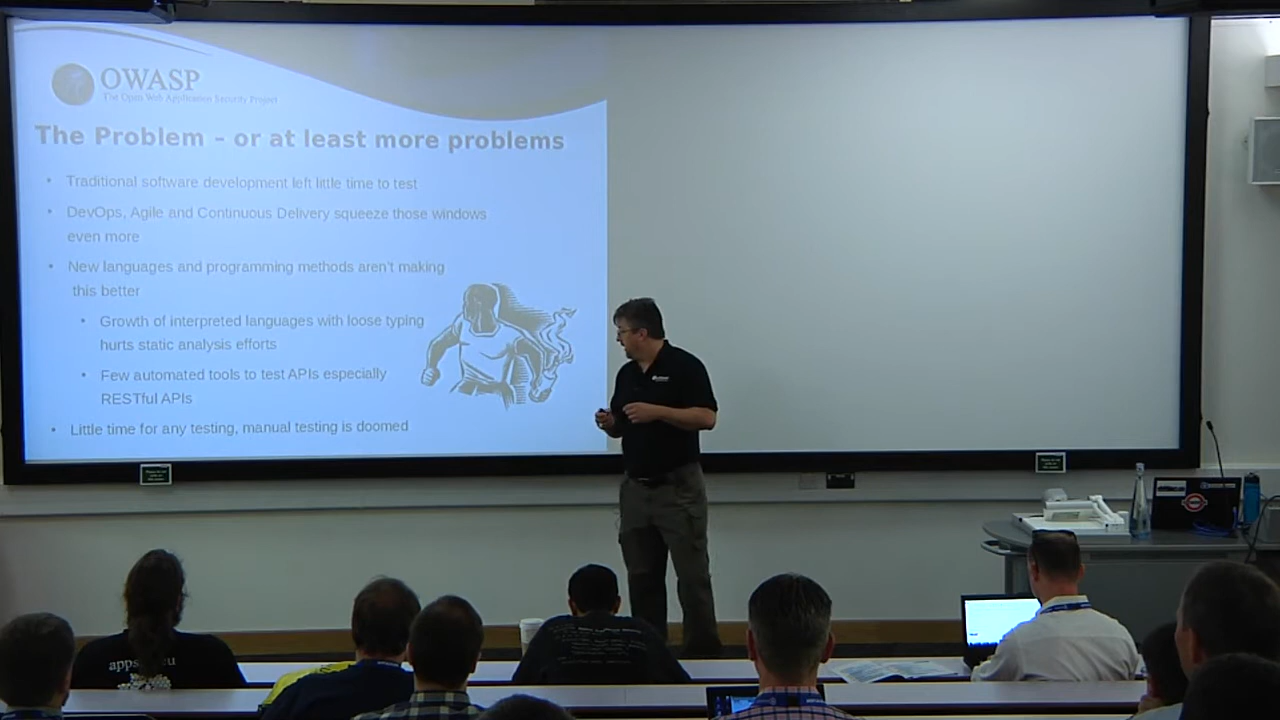 OWASP
The Open Web Application Security Project
The Problem – or at least more problems
• Traditional software development left little time to test
• DevOps, Agile and Continuous Delivery squeeze those windows
even more
• New languages and programming methods aren't making
this better
• Growth of interpreted languages with loose typing
hurts static analysis efforts
• Few automated tools to test APIs especially
RESTful APIs
• Little time for any testing, manual testing is doomed